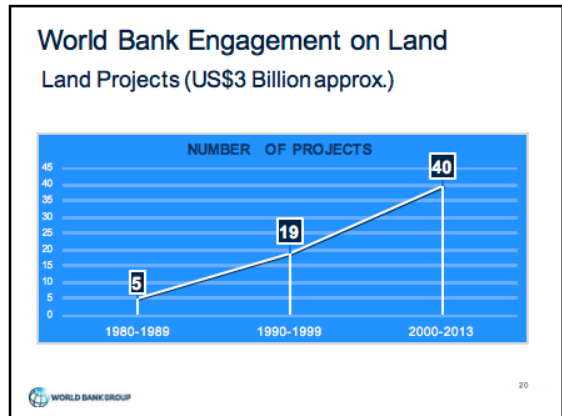 World Bank Engagement on Land
Land Projects (US$3 Billion approx.)
NUMBER OF PROJECTS
45
40
35
30
25
20
15
10
5
0
5
19
40
1980-1989 1990-1999 2000-2013
WORLD BANK GROUP
20